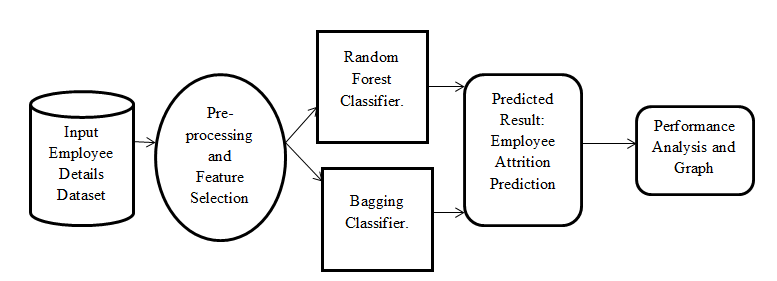 Input
Employee
Details
Dataset
Pre-
processing
and
Feature
Selection
Random
Forest
Classifier.
Bagging
Classifier.
Predicted
Result:
Employee
Attrition
Prediction
Performance
Analysis and
Graph